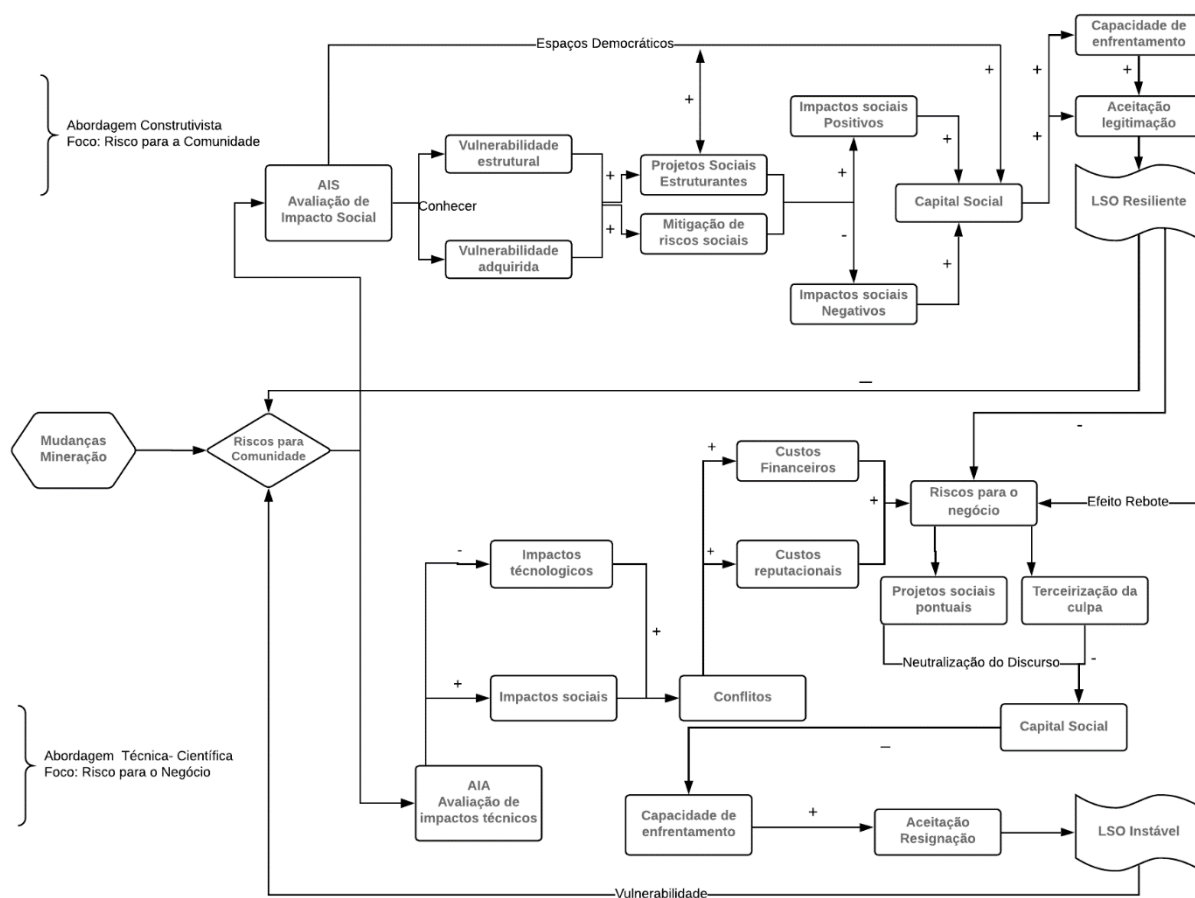 Espaços Democráticos
+
+
+
Capacidade de
enfrentamento
+
+
+
Aceitação
legitimação
LSO Resiliente
Abordagem Construtivista
Foco: Risco para a Comunidade
AIS
Avaliação de
Impacto Social
Conhecer
Vulnerabilidade
estrutural
Vulnerabilidade
adquirida
+
+
Projetos Sociais
Estruturantes
Mitigação de
riscos sociais
Impactos sociais
Positivos
+
+
-
Impactos sociais
Negativos
+
Capital Social
—
-
Mudanças
Mineração
Riscos para
Comunidade
+
Custos
Financeiros
+
+
Custos
reputacionais
Riscos para o
negócio
Efeito Rebote
-
Impactos
técnologicos
+
+
Impactos sociais
Conflitos
Projetos sociais
pontuais
Terceirização da
culpa
Neutralização do Discurso
-
Capital Social
—
Abordagem Técnica- Científica
Foco: Risco para o Negócio
AIA
Avaliação de
impactos técnicos
Capacidade de
enfrentamento
+
Aceitação
Resignação
LSO Instável
Vulnerabilidade